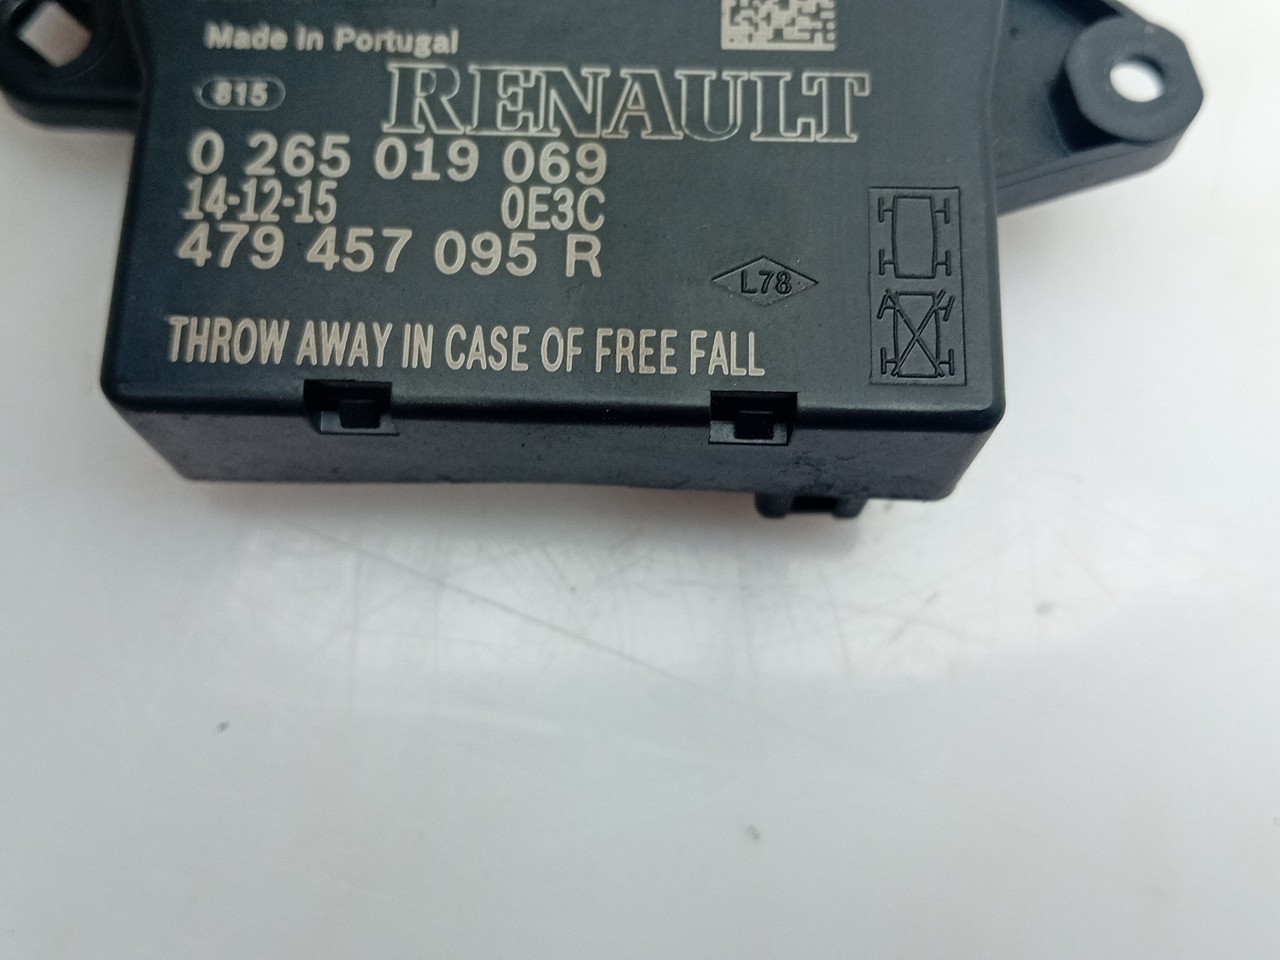 Made in Portugal
815
RENAULT
0 265 019 069
14-12-15 0E3C
479 457 095 R
L78
THROW AWAY IN CASE OF FREE FALL